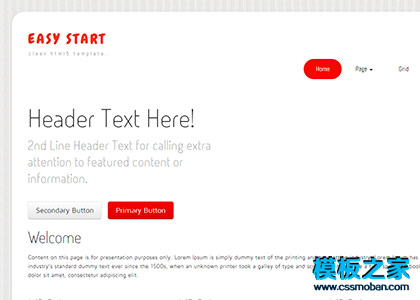 EASY START
clean html5 template.
Home Page Grid
Header Text Here!
2nd Line Header Text for calling extra
attention to featured content or
information.
Secondary Button Primary Button
Welcome
Content on this page is for presentation purposes only. Lorem Ipsum is simply dummy text of the printing an
industry's standard dummy text ever since the 1500s, when an unknown printer took a galley of type and sc
dolor sit amet, consectetur adipiscing elit.
模板之家
www.cssmoban.com